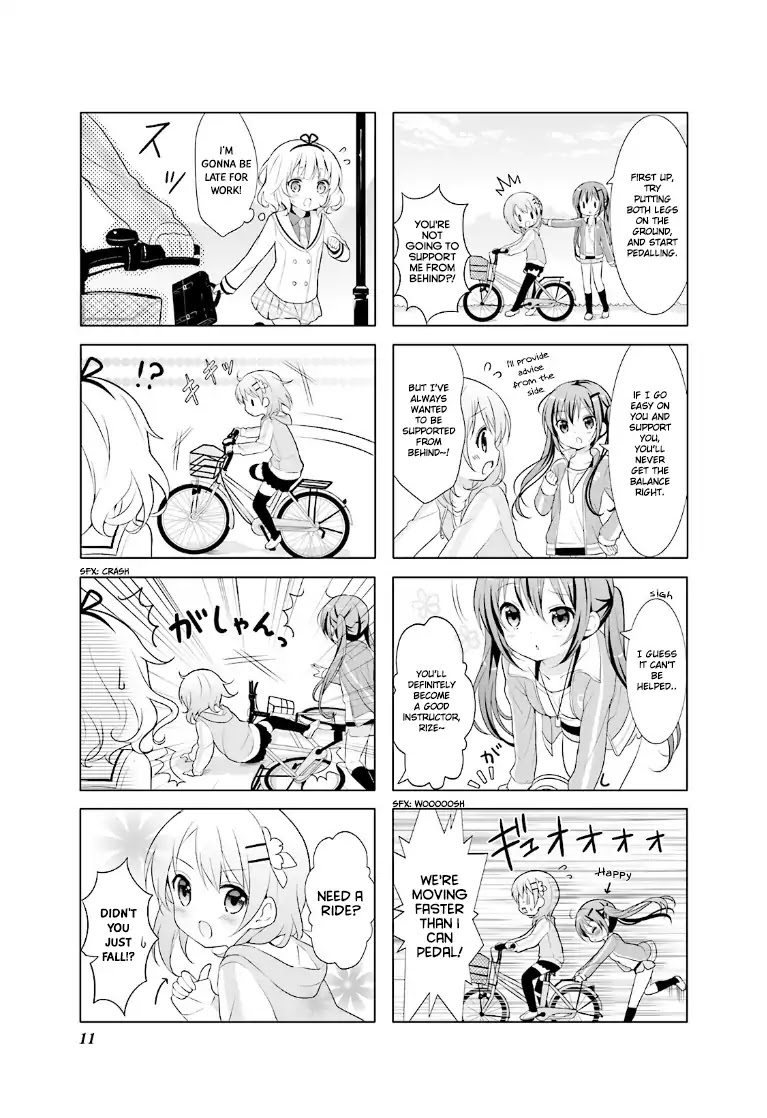 FIRST UP,
TRY
PUTTING
BOTH LEGS
ON THE
GROUND,
AND START
PEDALLING.
YOU'RE
NOT
GOING TO
SUPPORT
ME FROM
BEHIND?!
IF I GO
EASY ON
YOU AND
SUPPORT
YOU,
YOU'LL
NEVER
GET THE
BALANCE
RIGHT.
I'll provide
advice
from the
side
BUT I'VE
ALWAYS
WANTED
TO BE
SUPPORTED
FROM
BEHIND~!
sigh
I GUESS
IT CAN'T
BE
HELPED..
YOU'LL
DEFINITELY
BECOME
A GOOD
INSTRUCTOR,
RIZE~
がっ
SFX: WOOOOOSH
ギュオオオオ
Happy
WE'RE
MOVING
FASTER
THAN I
CAN
PEDAL!
I'M
GONNA BE
LATE FOR
WORK!
スッ
キキッ
!?
SFX: CRASH
がしゃんっ
NEED A
RIDE?
DIDN'T
YOU
JUST
FALL!?
11